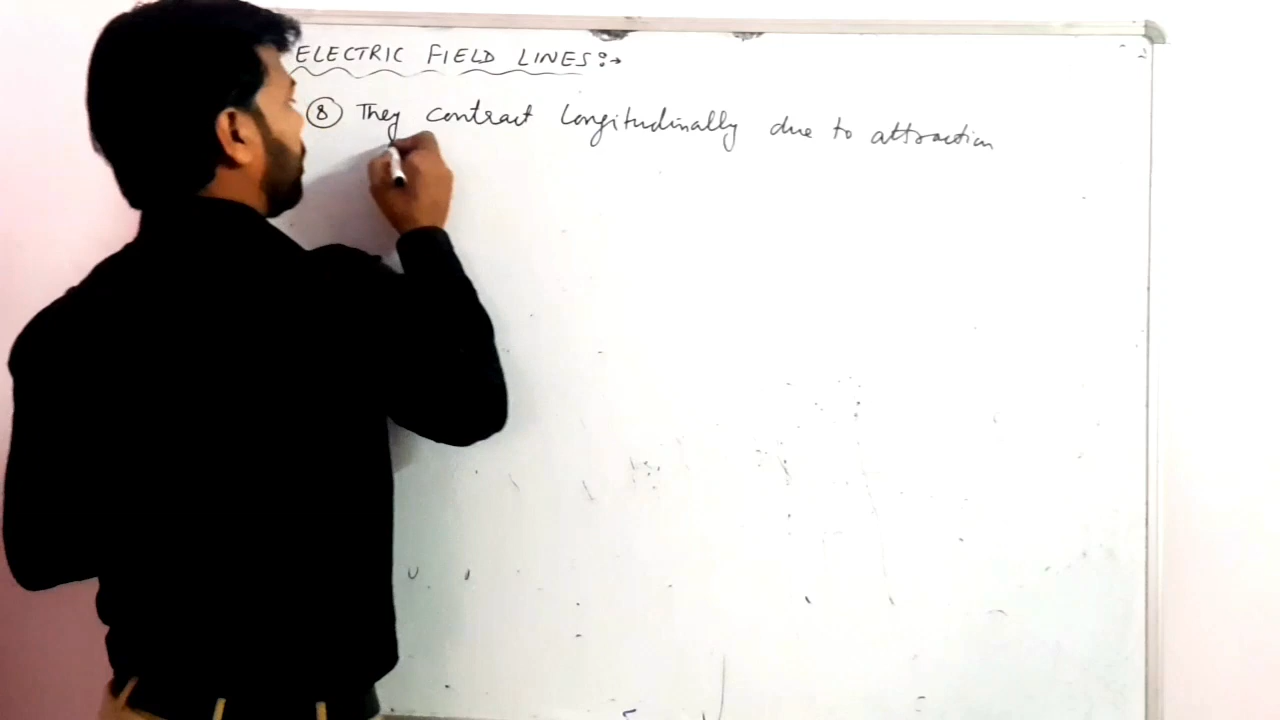 ELECTRIC FIELD LINES:→
⑧ They contract longitudinally due to attraction